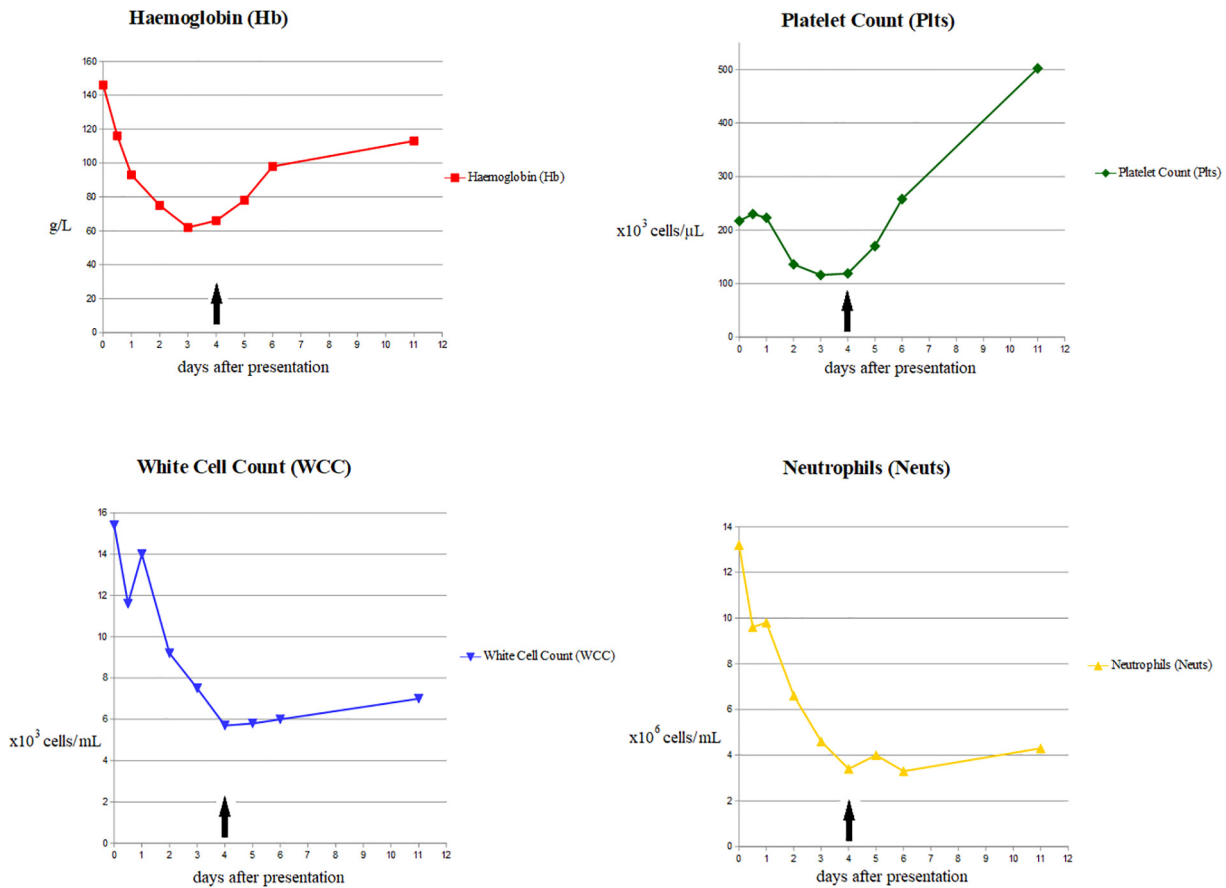 Haemoglobin (Hb)
160
140
120
100
80
60
40
20
0
g/L
0 1 2 3 4 5 6 7 8 9 10 11 12
days after presentation
Haemoglobin (Hb)
Platelet Count (Plts)
500
400
300
200
100
0
x10³ cells/µL
0 1 2 3 4 5 6 7 8 9 10 11 12
days after presentation
Platelet Count (Plts)
White Cell Count (WCC)
16
14
12
10
8
6
4
2
0
x10³ cells/mL
0 1 2 3 4 5 6 7 8 9 10 11 12
days after presentation
White Cell Count (WCC)
Neutrophils (Neuts)
14
12
10
8
6
4
2
0
x10⁶ cells/mL
0 1 2 3 4 5 6 7 8 9 10 11 12
days after presentation
Neutrophils (Neuts)